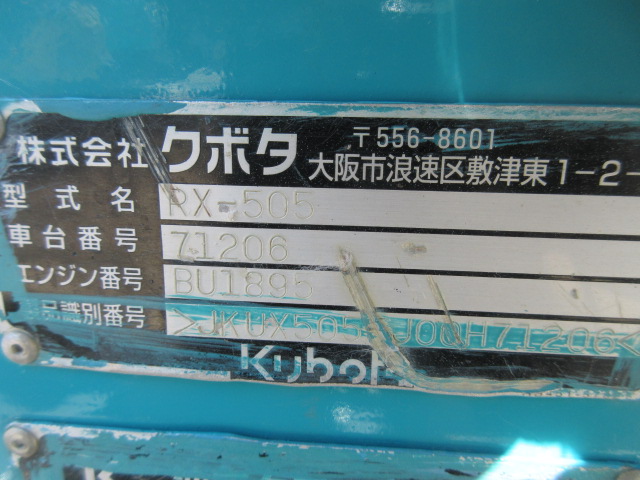 株式会社 クボタ 〒556-8601
大阪市浪速区敷津東1-2-
型式名 RX-505
車台番号 71206
エンジン番号 BU1895
品識別番号
Kubota